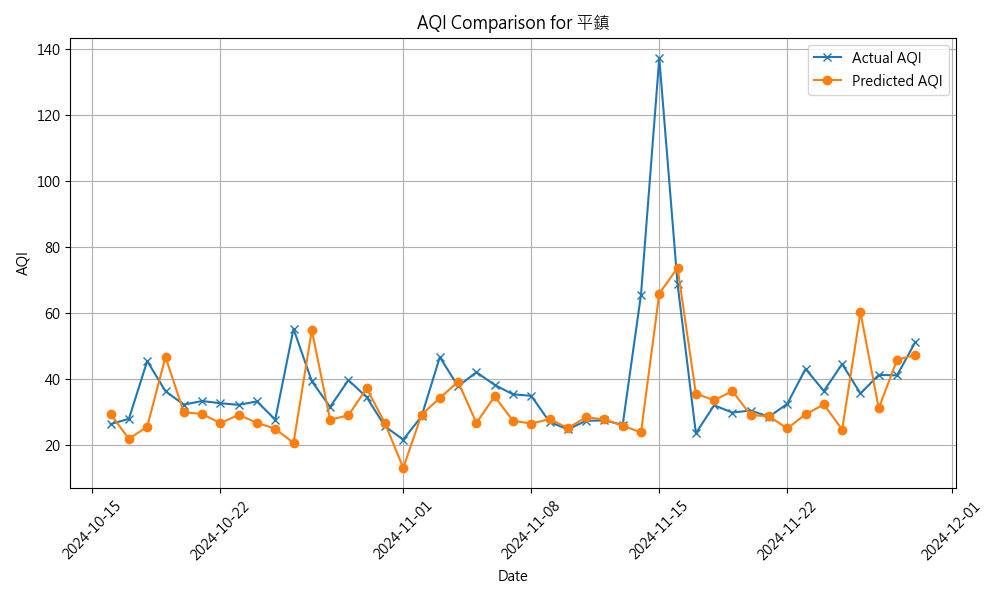 AQI Comparison for 平鎮
Actual AQI
Predicted AQI
AQI
140
120
100
80
60
40
20
2024-10-15
2024-10-22
2024-11-01
2024-11-08
2024-11-15
2024-11-22
2024-12-01
Date